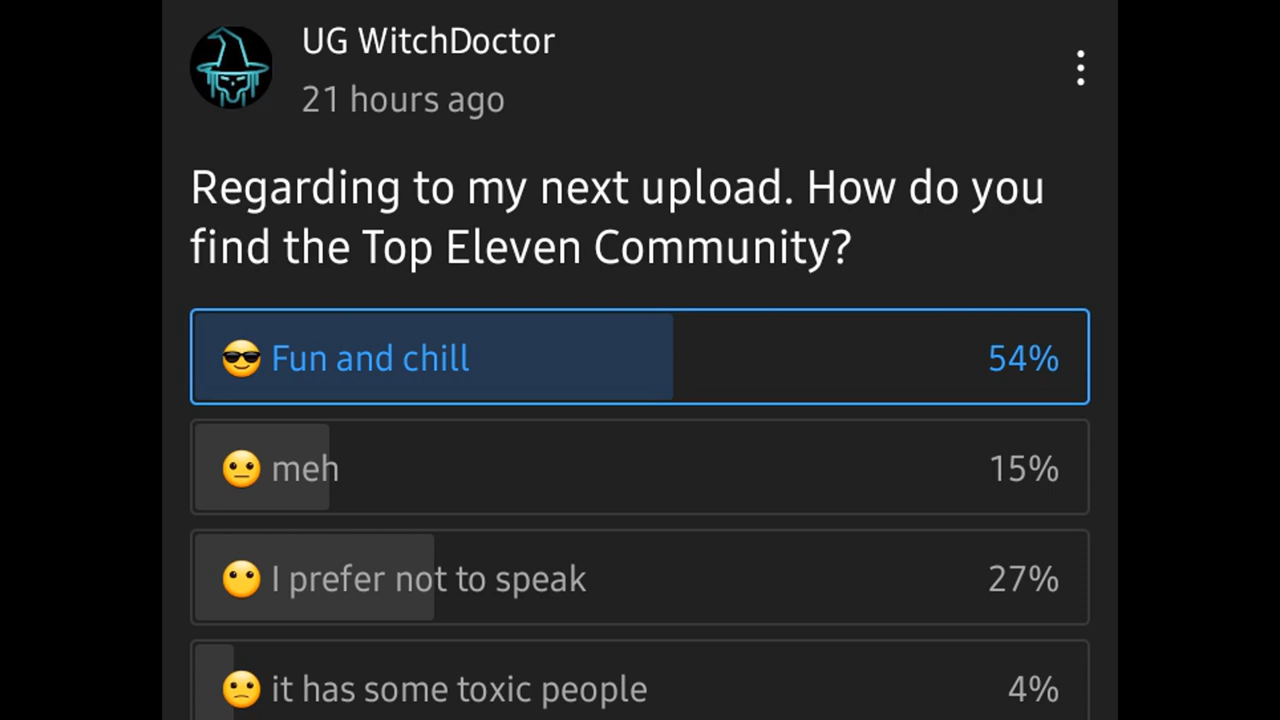 UG WitchDoctor
21 hours ago
Regarding to my next upload. How do you
find the Top Eleven Community?
😎 Fun and chill 54%
😐 meh 15%
😶 I prefer not to speak 27%
🙁 it has some toxic people 4%